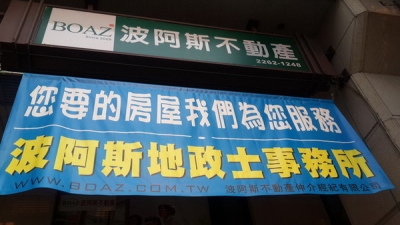 BOAZ
波阿斯不動產
2252-1248
您要的房屋我們為您服務
波阿斯地政士事務所
WWW.BOAZ.COM.TW 波阿斯不動產仲介經紀有限公司